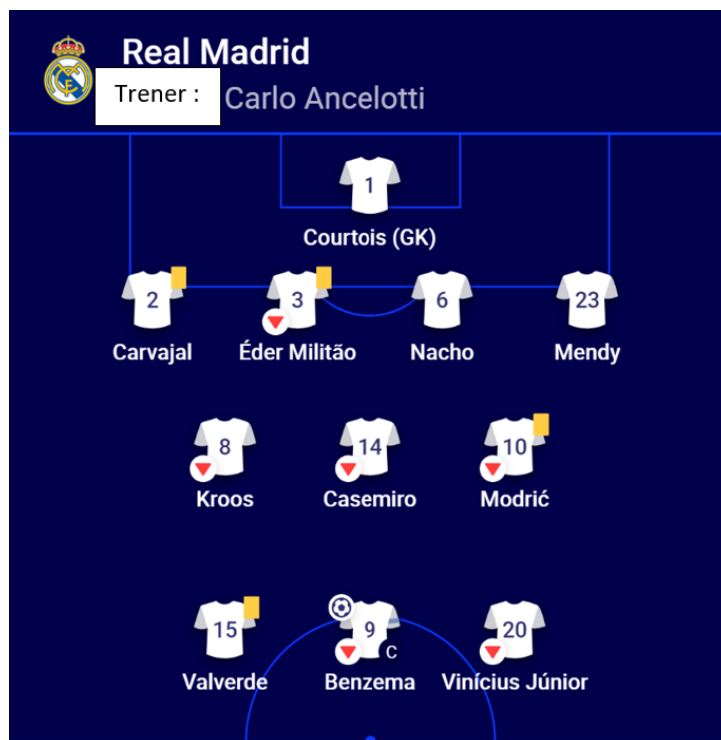 Real Madrid
Trener : Carlo Ancelotti
1
Courtois (GK)
2 3 6 23
Carvajal Éder Militão Nacho Mendy
8 14 10
Kroos Casemiro Modrić
15 9 C 20
Valverde Benzema Vinícius Júnior